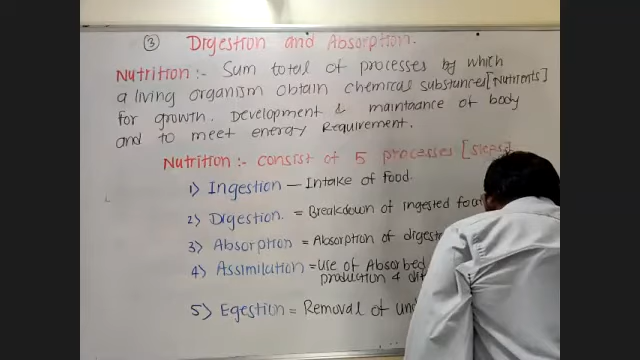 ③ Digestion and Absorption.
Nutrition :- Sum total of processes by which
a living organism obtain chemical substances [Nutrients]
for growth. Development & maintaance of body
and to meet energy Requirement.
Nutrition :- consist of 5 processes [steps]
1) Ingestion — Intake of food.
2) Digestion. = Breakdown of ingested
3) Absorption = Absorption of
4) Assimilation = Use of Absorbed
production &
5) Egestion = Removal of